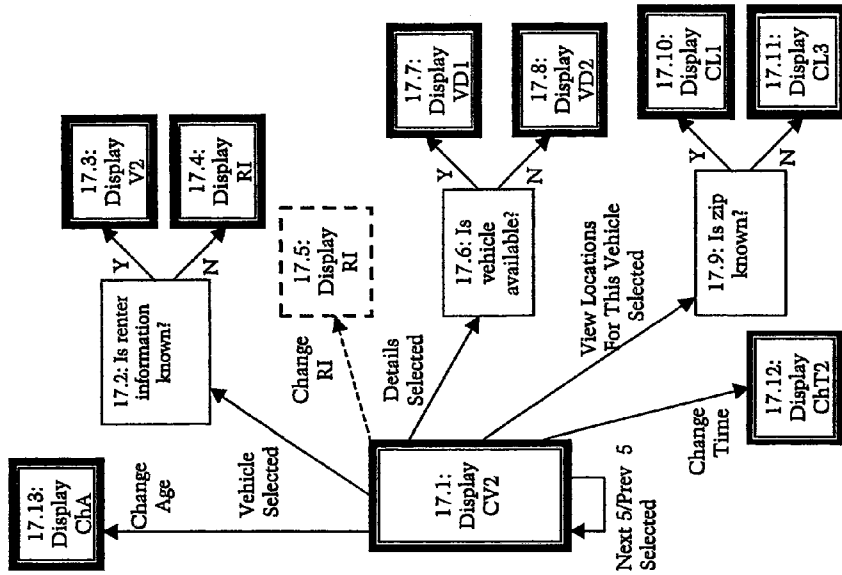 17.13:
Display
ChA
Change
Age
Vehicle
Selected
17.2: Is renter
information
known?
Y
N
17.3:
Display
V2
17.4:
Display
RI
Change
RI
17.5:
Display
RI
17.1:
Display
CV2
Next 5/Prev 5
Selected
Details
Selected
17.6: Is
vehicle
available?
Y
N
17.7:
Display
VD1
17.8:
Display
VD2
View Locations
For This Vehicle
Selected
17.9: Is zip
known?
Y
N
17.10:
Display
CL1
17.11:
Display
CL3
Change
Time
17.12:
Display
ChT2